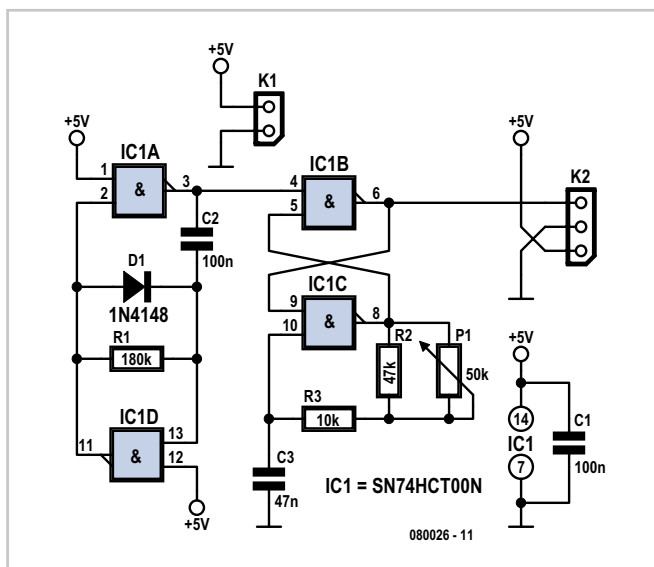 +5V
K1
+5V
IC1A
1
2
&
3
C2
100n
D1
1N4148
R1
180k
IC1D
11
&
13
12
+5V
IC1B
4
5
&
6
IC1C
9
10
&
8
R2
47k
P1
50k
R3
10k
C3
47n
IC1 = SN74HCT00N
+5V
K2
+5V
14
IC1
7
C1
100n
080026 - 11